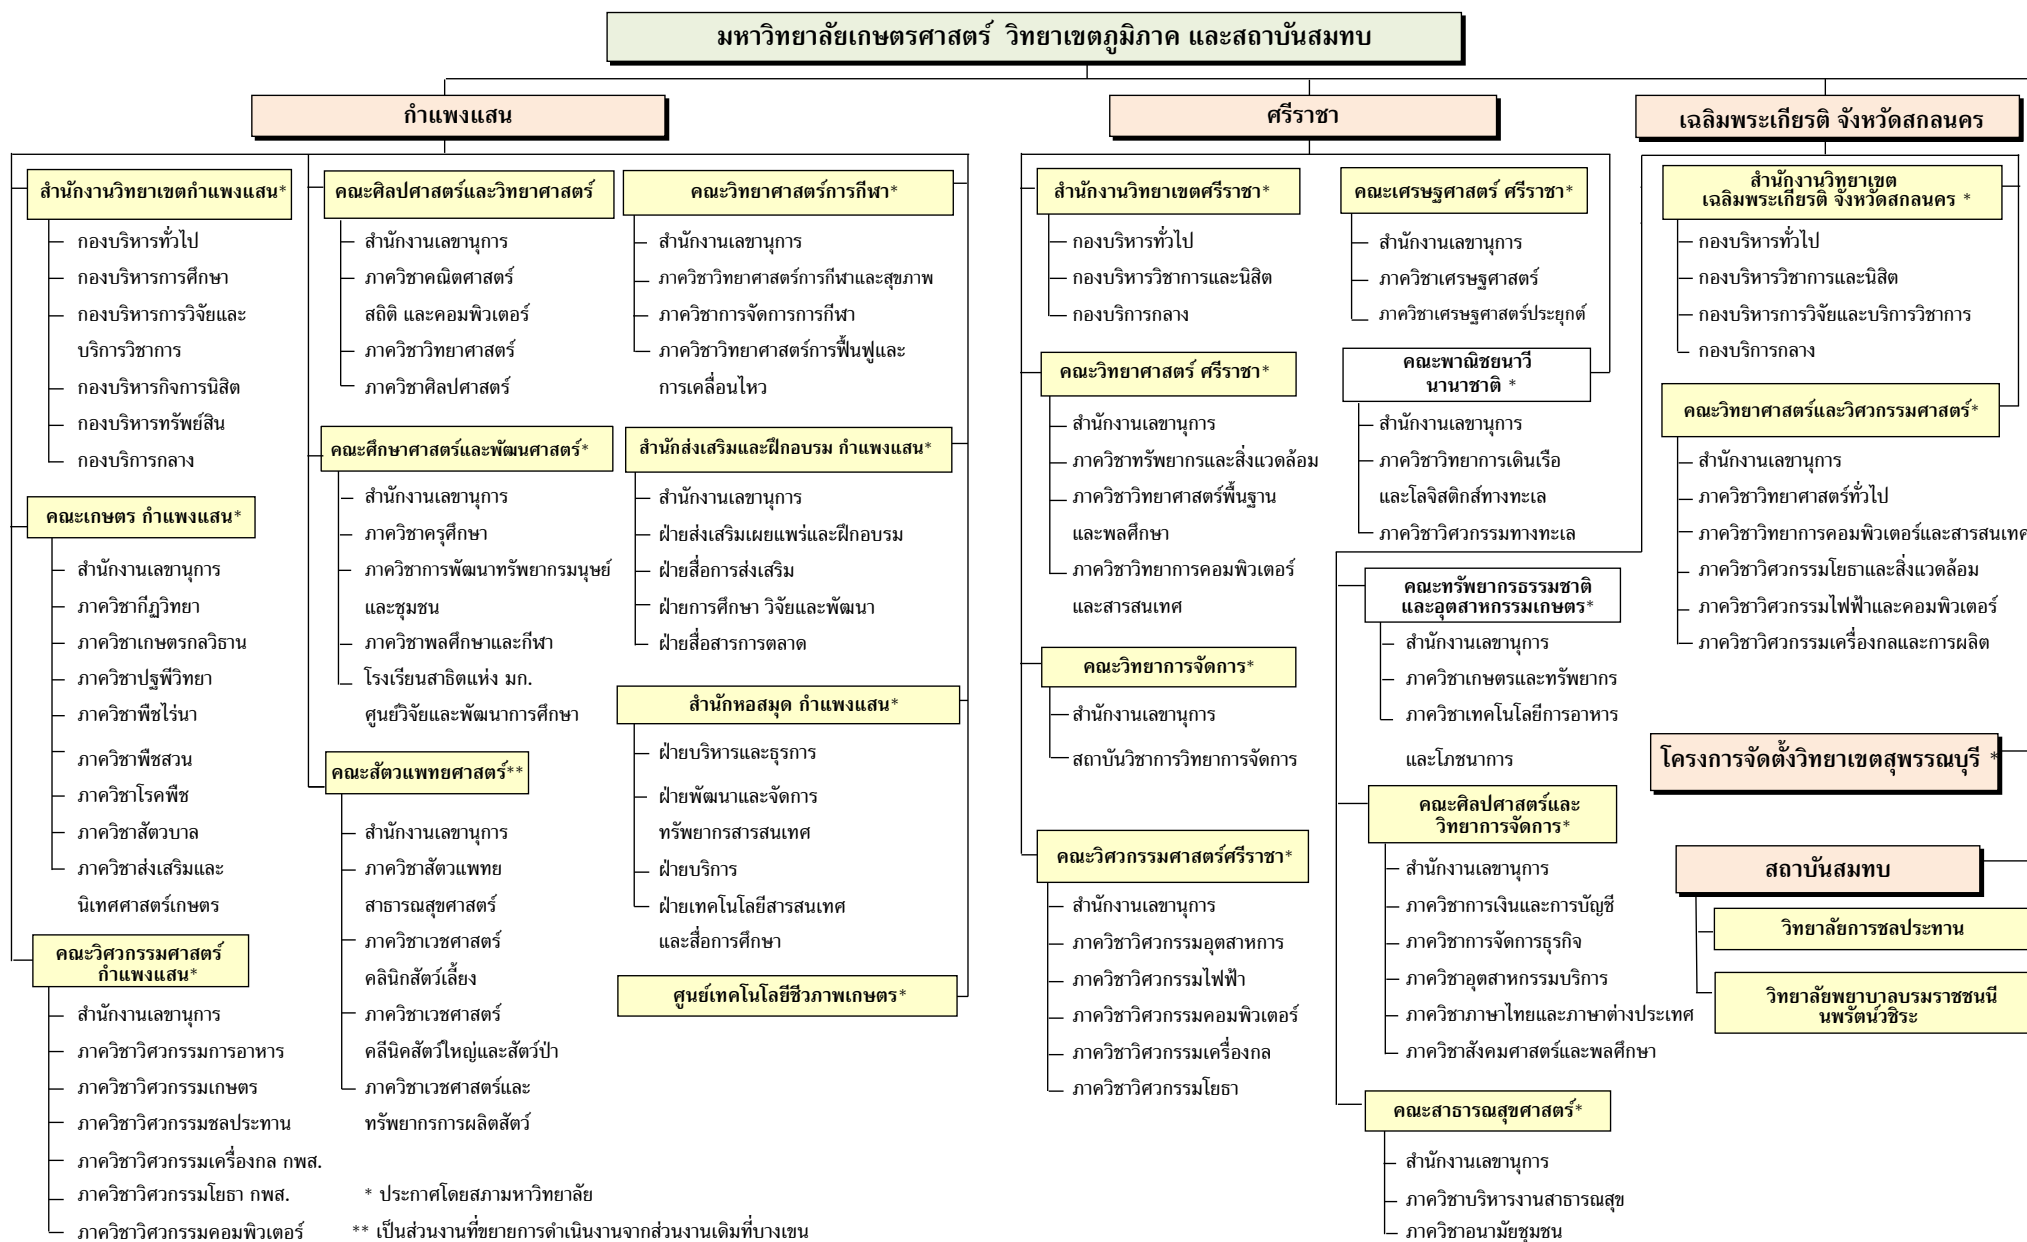 มหาวิทยาลัยเกษตรศาสตร์ วิทยาเขตภูมิภาค และสถาบันสมทบ
กำแพงแสน
สำนักงานวิทยาเขตกำแพงแสน*
กองบริหารทั่วไป
กองบริหารการศึกษา
กองบริหารการวิจัยและ
บริการวิชาการ
กองบริหารกิจการนิสิต
กองบริหารทรัพย์สิน
กองบริการกลาง
คณะเกษตร กำแพงแสน*
สำนักงานเลขานุการ
ภาควิชากีฏวิทยา
ภาควิชาเกษตรกลวิธาน
ภาควิชาปฐพีวิทยา
ภาควิชาพืชไร่นา
ภาควิชาพืชสวน
ภาควิชาโรคพืช
ภาควิชาสัตวบาล
ภาควิชาส่งเสริมและ
นิเทศศาสตร์เกษตร
คณะวิศวกรรมศาสตร์
กำแพงแสน*
สำนักงานเลขานุการ
ภาควิชาวิศวกรรมการอาหาร
ภาควิชาวิศวกรรมเกษตร
ภาควิชาวิศวกรรมชลประทาน
ภาควิชาวิศวกรรมเครื่องกล กพส.
ภาควิชาวิศวกรรมโยธา กพส.
ภาควิชาวิศวกรรมคอมพิวเตอร์
คณะศิลปศาสตร์และวิทยาศาสตร์
สำนักงานเลขานุการ
ภาควิชาคณิตศาสตร์
สถิติ และคอมพิวเตอร์
ภาควิชาวิทยาศาสตร์
ภาควิชาศิลปศาสตร์
คณะศึกษาศาสตร์และพัฒนศาสตร์*
สำนักงานเลขานุการ
ภาควิชาครุศึกษา
ภาควิชาการพัฒนาทรัพยากรมนุษย์
และชุมชน
ภาควิชาพลศึกษาและกีฬา
โรงเรียนสาธิตแห่ง มก.
ศูนย์วิจัยและพัฒนาการศึกษา
คณะสัตวแพทยศาสตร์**
สำนักงานเลขานุการ
ภาควิชาสัตวแพทย
สาธารณสุขศาสตร์
ภาควิชาเวชศาสตร์
คลินิกสัตว์เลี้ยง
ภาควิชาเวชศาสตร์
คลีนิคสัตว์ใหญ่และสัตว์ป่า
ภาควิชาเวชศาสตร์และ
ทรัพยากรการผลิตสัตว์
คณะวิทยาศาสตร์การกีฬา*
สำนักงานเลขานุการ
ภาควิชาวิทยาศาสตร์การกีฬาและสุขภาพ
ภาควิชาการจัดการการกีฬา
ภาควิชาวิทยาศาสตร์การฟื้นฟูและ
การเคลื่อนไหว
สำนักส่งเสริมและฝึกอบรม กำแพงแสน*
สำนักงานเลขานุการ
ฝ่ายส่งเสริมเผยแพร่และฝึกอบรม
ฝ่ายสื่อการส่งเสริม
ฝ่ายการศึกษา วิจัยและพัฒนา
ฝ่ายสื่อสารการตลาด
สำนักหอสมุด กำแพงแสน*
ฝ่ายบริหารและธุรการ
ฝ่ายพัฒนาและจัดการ
ทรัพยากรสารสนเทศ
ฝ่ายบริการ
ฝ่ายเทคโนโลยีสารสนเทศ
และสื่อการศึกษา
ศูนย์เทคโนโลยีชีวภาพเกษตร*
ศรีราชา
สำนักงานวิทยาเขตศรีราชา*
กองบริหารทั่วไป
กองบริหารวิชาการและนิสิต
กองบริการกลาง
คณะวิทยาศาสตร์ ศรีราชา*
สำนักงานเลขานุการ
ภาควิชาทรัพยากรและสิ่งแวดล้อม
ภาควิชาวิทยาศาสตร์พื้นฐาน
และพลศึกษา
ภาควิชาวิทยาการคอมพิวเตอร์
และสารสนเทศ
คณะวิทยาการจัดการ*
สำนักงานเลขานุการ
สถาบันวิชาการวิทยาการจัดการ
คณะวิศวกรรมศาสตร์ศรีราชา*
สำนักงานเลขานุการ
ภาควิชาวิศวกรรมอุตสาหการ
ภาควิชาวิศวกรรมไฟฟ้า
ภาควิชาวิศวกรรมคอมพิวเตอร์
ภาควิชาวิศวกรรมเครื่องกล
ภาควิชาวิศวกรรมโยธา
คณะเศรษฐศาสตร์ ศรีราชา*
สำนักงานเลขานุการ
ภาควิชาเศรษฐศาสตร์
ภาควิชาเศรษฐศาสตร์ประยุกต์
คณะพาณิชยนาวี
นานาชาติ *
สำนักงานเลขานุการ
ภาควิชาวิทยาการเดินเรือ
และโลจิสติกส์ทางทะเล
ภาควิชาวิศวกรรมทางทะเล
เฉลิมพระเกียรติ จังหวัดสกลนคร
สำนักงานวิทยาเขต
เฉลิมพระเกียรติ จังหวัดสกลนคร *
กองบริหารทั่วไป
กองบริหารวิชาการและนิสิต
กองบริหารการวิจัยและบริการวิชาการ
กองบริการกลาง
คณะวิทยาศาสตร์และวิศวกรรมศาสตร์*
สำนักงานเลขานุการ
ภาควิชาวิทยาศาสตร์ทั่วไป
ภาควิชาวิทยาการคอมพิวเตอร์และสารสนเทศ
ภาควิชาวิศวกรรมโยธาและสิ่งแวดล้อม
ภาควิชาวิศวกรรมไฟฟ้าและคอมพิวเตอร์
ภาควิชาวิศวกรรมเครื่องกลและการผลิต
คณะทรัพยากรธรรมชาติ
และอุตสาหกรรมเกษตร*
สำนักงานเลขานุการ
ภาควิชาเกษตรและทรัพยากร
ภาควิชาเทคโนโลยีการอาหาร
และโภชนาการ
คณะศิลปศาสตร์และ
วิทยาการจัดการ*
สำนักงานเลขานุการ
ภาควิชาการเงินและการบัญชี
ภาควิชาการจัดการธุรกิจ
ภาควิชาอุตสาหกรรมบริการ
ภาควิชาภาษาไทยและภาษาต่างประเทศ
ภาควิชาสังคมศาสตร์และพลศึกษา
คณะสาธารณสุขศาสตร์*
สำนักงานเลขานุการ
ภาควิชาบริหารงานสาธารณสุข
ภาควิชาอนามัยชุมชน
โครงการจัดตั้งวิทยาเขตสุพรรณบุรี *
สถาบันสมทบ
วิทยาลัยการชลประทาน
วิทยาลัยพยาบาลบรมราชชนนี
นพรัตน์วชิระ
* ประกาศโดยสภามหาวิทยาลัย
** เป็นส่วนงานที่ขยายการดำเนินงานจากส่วนงานเดิมที่บางเขน